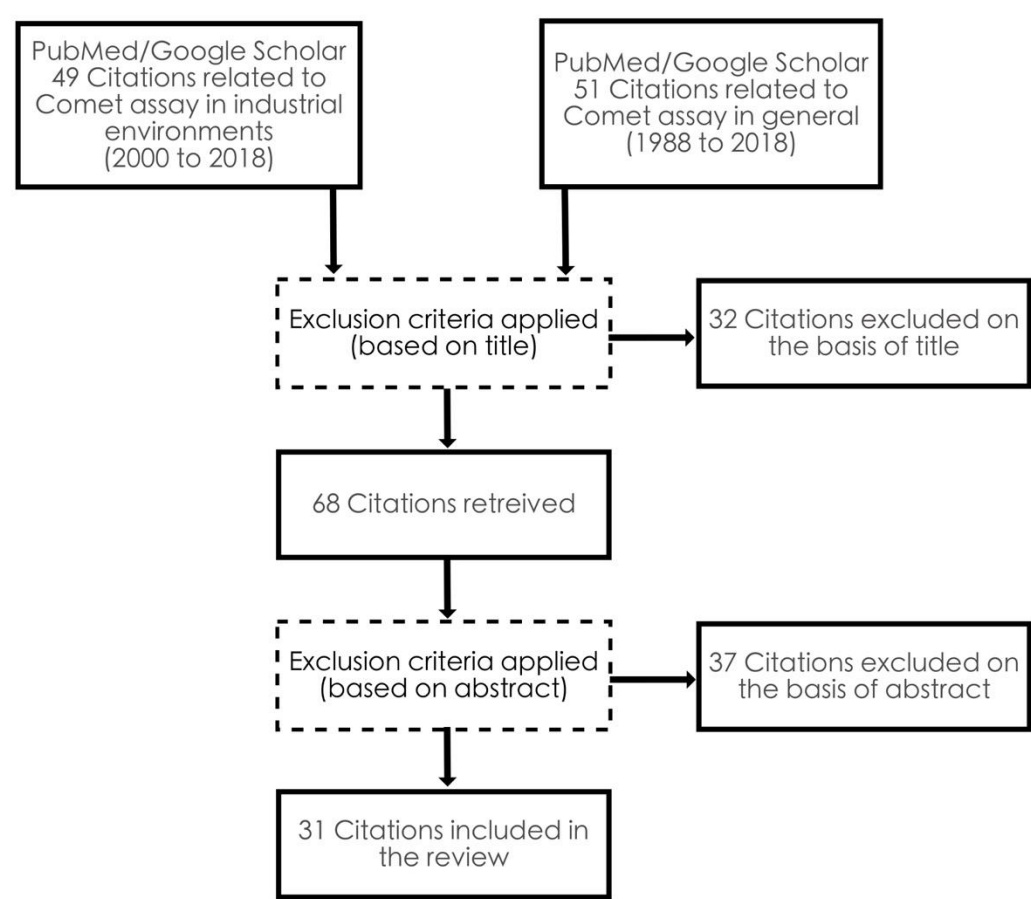 PubMed/Google Scholar
49 Citations related to
Comet assay in industrial
environments
(2000 to 2018)
PubMed/Google Scholar
51 Citations related to
Comet assay in general
(1988 to 2018)
Exclusion criteria applied
(based on title)
32 Citations excluded on
the basis of title
68 Citations retreived
Exclusion criteria applied
(based on abstract)
37 Citations excluded on
the basis of abstract
31 Citations included in
the review